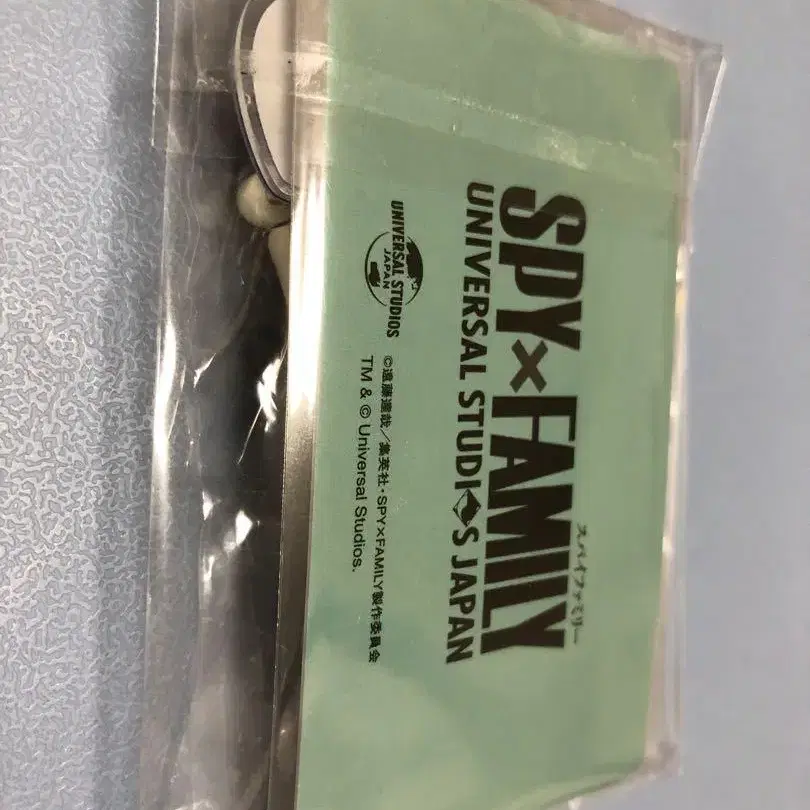 スパイファミリー
SPY×FAMILY
UNIVERSAL STUDIOS JAPAN
UNIVERSAL STUDIOS
JAPAN
©遠藤達哉／集英社・SPY×FAMILY製作委員会
TM & © Universal Studios.